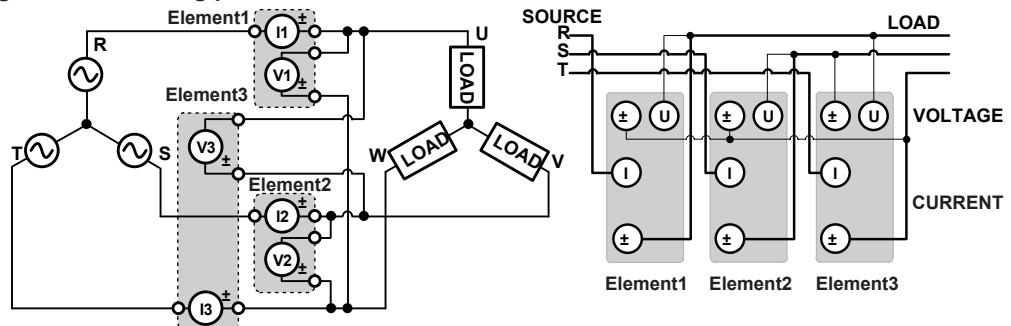 Element1
R
±
I1
U
V1
±
LOAD
Element3
T
S
V3
±
W
LOAD
LOAD
V
Element2
±
I2
V2
±
±
I3
SOURCE
R
S
T
LOAD
± U ± U ± U
VOLTAGE
I I I
CURRENT
± ± ±
Element1 Element2 Element3